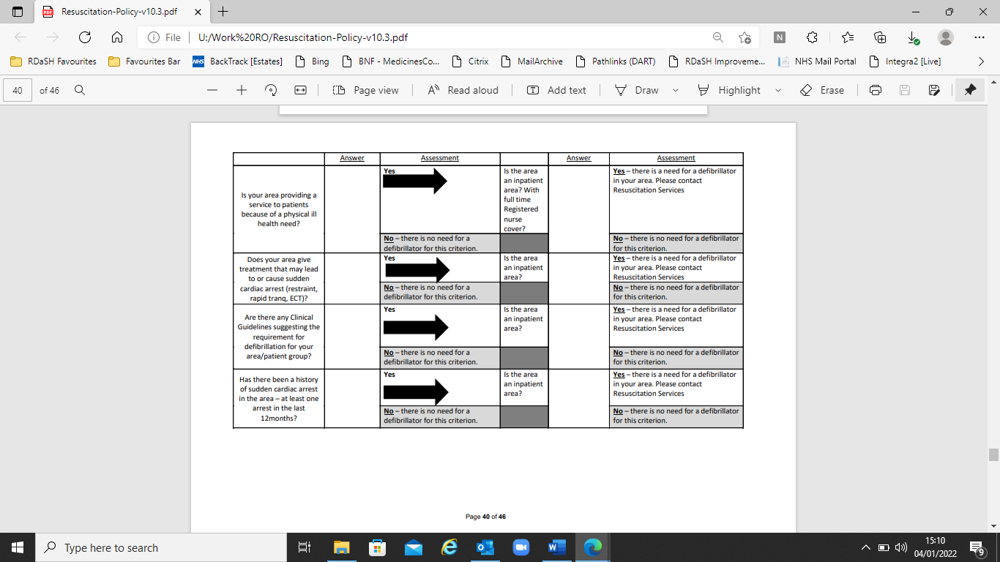 Resuscitation-Policy-v10.3.pdf
File
U:/Work%20RO/Resuscitation-Policy-v10.3.pdf
RDaSH Favourites
Favourites Bar
NHS
BackTrack [Estates]
Bing
BNF - MedicinesCo...
Citrix
MailArchive
Pathlinks (DART)
RDaSH Improveme...
NHS Mail Portal
Integra2 [Live]
40
of 46
Page view
Read aloud
Add text
Draw
Highlight
Erase
Answer
Assessment
Answer
Assessment
Is your area providing a
service to patients
because of a physical ill
health need?
Yes
Is the area
an inpatient
area? With
full time
Registered
nurse
cover?
Yes – there is a need for a defibrillator
in your area. Please contact
Resuscitation Services
No – there is no need for a
defibrillator for this criterion.
No – there is no need for a defibrillator
for this criterion.
Does your area give
treatment that may lead
to or cause sudden
cardiac arrest (restraint,
rapid tranq, ECT)?
Yes
Is the area
an inpatient
area?
Yes – there is a need for a defibrillator
in your area. Please contact
Resuscitation Services
No – there is no need for a
defibrillator for this criterion.
No – there is no need for a defibrillator
for this criterion.
Are there any Clinical
Guidelines suggesting the
requirement for
defibrillation for your
area/patient group?
Yes
Is the area
an inpatient
area?
Yes – there is a need for a defibrillator
in your area. Please contact
Resuscitation Services
No – there is no need for a
defibrillator for this criterion.
No – there is no need for a defibrillator
for this criterion.
Has there been a history
of sudden cardiac arrest
in the area – at least one
arrest in the last
12months?
Yes
Is the area
an inpatient
area?
Yes – there is a need for a defibrillator
in your area. Please contact
Resuscitation Services
No – there is no need for a
defibrillator for this criterion.
No – there is no need for a defibrillator
for this criterion.
Page 40 of 46
Type here to search
15:10
04/01/2022
9